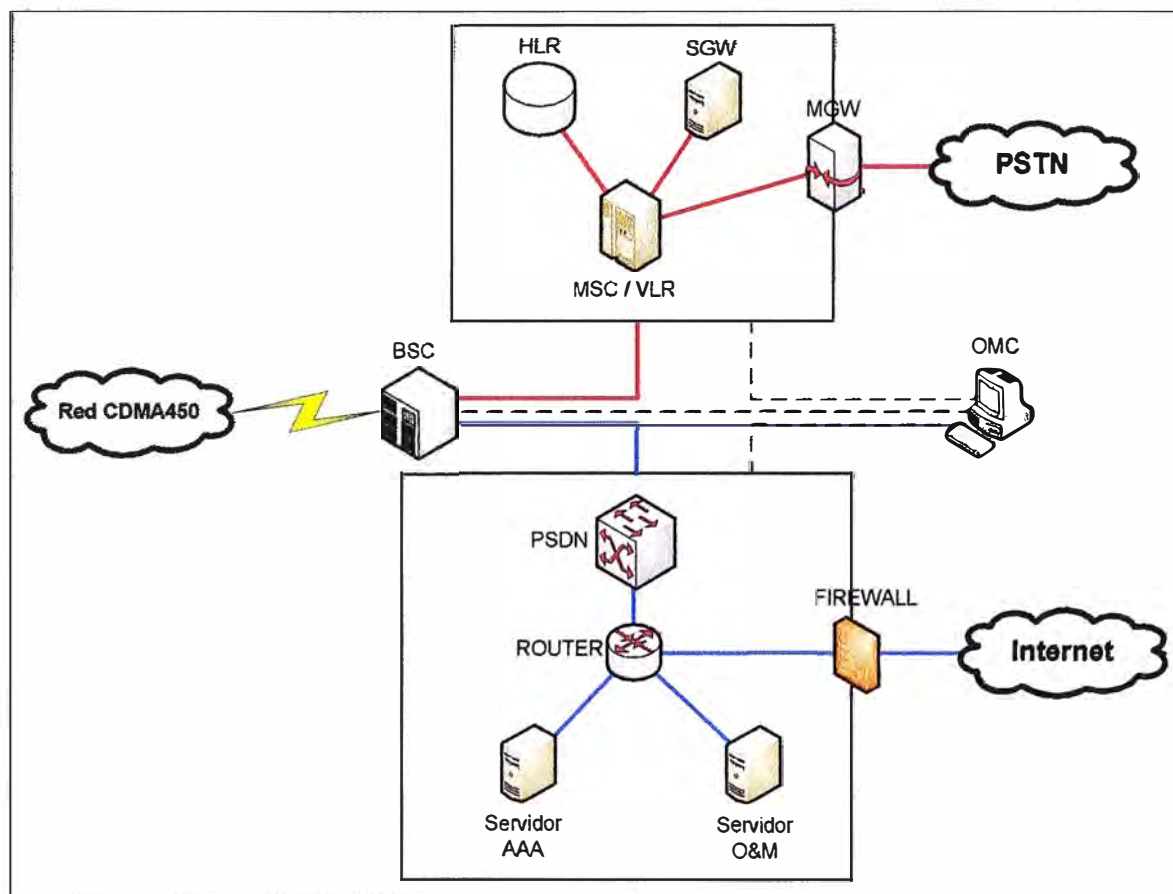 HLR
SGW
MGW
PSTN
MSC / VLR
BSC
OMC
Red CDMA450
PSDN
FIREWALL
ROUTER
Internet
Servidor
AAA
Servidor
O&M